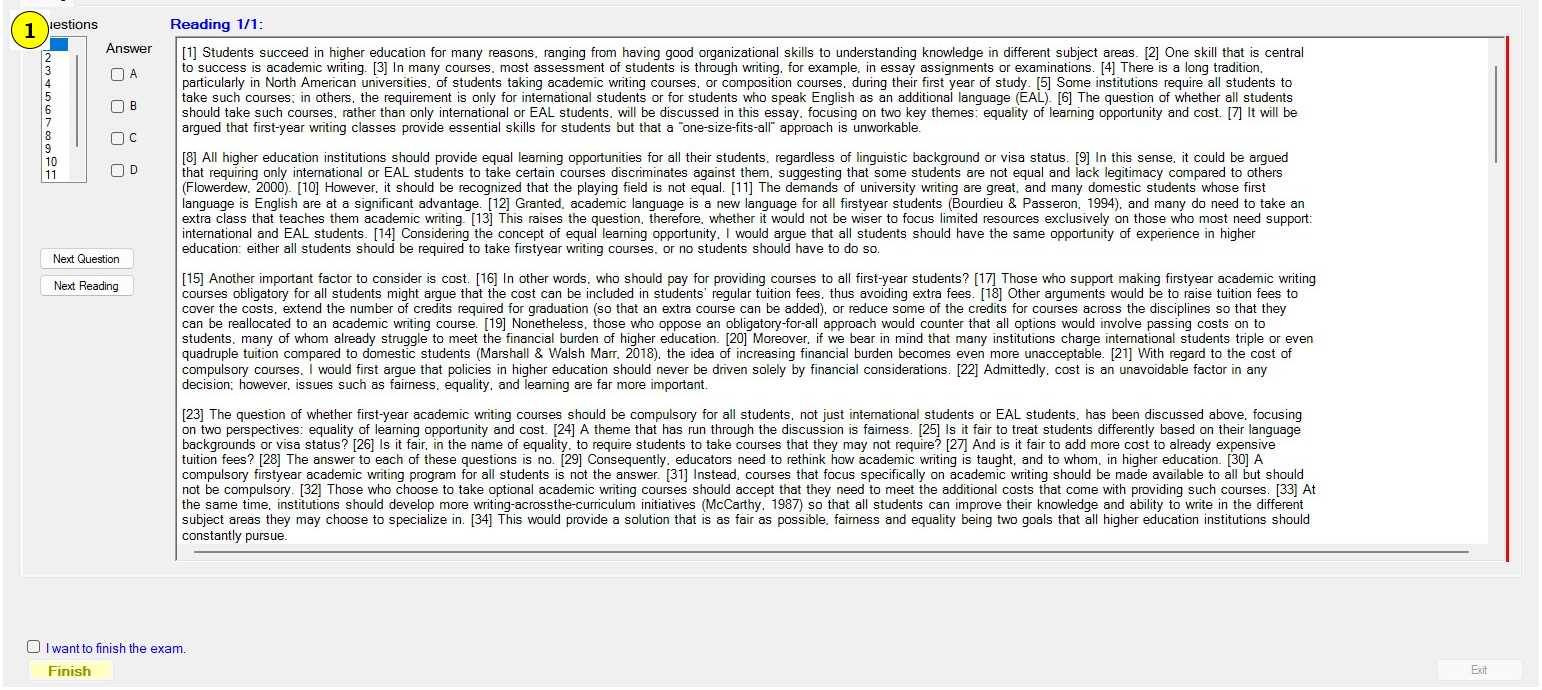 1
uestions
Reading 1/1:
Answer
2
3
4
5
6
7
8
9
10
11
A
B
C
D
Next Question
Next Reading
[1] Students succeed in higher education for many reasons, ranging from having good organizational skills to understanding knowledge in different subject areas. [2] One skill that is central
to success is academic writing. [3] In many courses, most assessment of students is through writing, for example, in essay assignments or examinations. [4] There is a long tradition,
particularly in North American universities, of students taking academic writing courses, or composition courses, during their first year of study. [5] Some institutions require all students to
take such courses; in others, the requirement is only for international students or for students who speak English as an additional language (EAL). [6] The question of whether all students
should take such courses, rather than only international or EAL students, will be discussed in this essay, focusing on two key themes: equality of learning opportunity and cost. [7] It will be
argued that first-year writing classes provide essential skills for students but that a "one-size-fits-all" approach is unworkable.
[8] All higher education institutions should provide equal learning opportunities for all their students, regardless of linguistic background or visa status. [9] In this sense, it could be argued
that requiring only international or EAL students to take certain courses discriminates against them, suggesting that some students are not equal and lack legitimacy compared to others
(Flowerdew, 2000). [10] However, it should be recognized that the playing field is not equal. [11] The demands of university writing are great, and many domestic students whose first
language is English are at a significant advantage. [12] Granted, academic language is a new language for all firstyear students (Bourdieu & Passeron, 1994), and many do need to take an
extra class that teaches them academic writing. [13] This raises the question, therefore, whether it would not be wiser to focus limited resources exclusively on those who most need support:
international and EAL students. [14] Considering the concept of equal learning opportunity, I would argue that all students should have the same opportunity of experience in higher
education: either all students should be required to take firstyear writing courses, or no students should have to do so.
[15] Another important factor to consider is cost. [16] In other words, who should pay for providing courses to all first-year students? [17] Those who support making firstyear academic writing
courses obligatory for all students might argue that the cost can be included in students' regular tuition fees, thus avoiding extra fees. [18] Other arguments would be to raise tuition fees to
cover the costs, extend the number of credits required for graduation (so that an extra course can be added), or reduce some of the credits for courses across the disciplines so that they
can be reallocated to an academic writing course. [19] Nonetheless, those who oppose an obligatory-for-all approach would counter that all options would involve passing costs on to
students, many of whom already struggle to meet the financial burden of higher education. [20] Moreover, if we bear in mind that many institutions charge international students triple or even
quadruple tuition compared to domestic students (Marshall & Walsh Marr, 2018), the idea of increasing financial burden becomes even more unacceptable. [21] With regard to the cost of
compulsory courses, I would first argue that policies in higher education should never be driven solely by financial considerations. [22] Admittedly, cost is an unavoidable factor in any
decision; however, issues such as fairness, equality, and learning are far more important.
[23] The question of whether first-year academic writing courses should be compulsory for all students, not just international students or EAL students, has been discussed above, focusing
on two perspectives: equality of learning opportunity and cost. [24] A theme that has run through the discussion is fairness. [25] Is it fair to treat students differently based on their language
backgrounds or visa status? [26] Is it fair, in the name of equality, to require students to take courses that they may not require? [27] And is it fair to add more cost to already expensive
tuition fees? [28] The answer to each of these questions is no. [29] Consequently, educators need to rethink how academic writing is taught, and to whom, in higher education. [30] A
compulsory firstyear academic writing program for all students is not the answer. [31] Instead, courses that focus specifically on academic writing should be made available to all but should
not be compulsory. [32] Those who choose to take optional academic writing courses should accept that they need to meet the additional costs that come with providing such courses. [33] At
the same time, institutions should develop more writing-acrossthe-curriculum initiatives (McCarthy, 1987) so that all students can improve their knowledge and ability to write in the different
subject areas they may choose to specialize in. [34] This would provide a solution that is as fair as possible, fairness and equality being two goals that all higher education institutions should
constantly pursue.
I want to finish the exam.
Finish
Exit